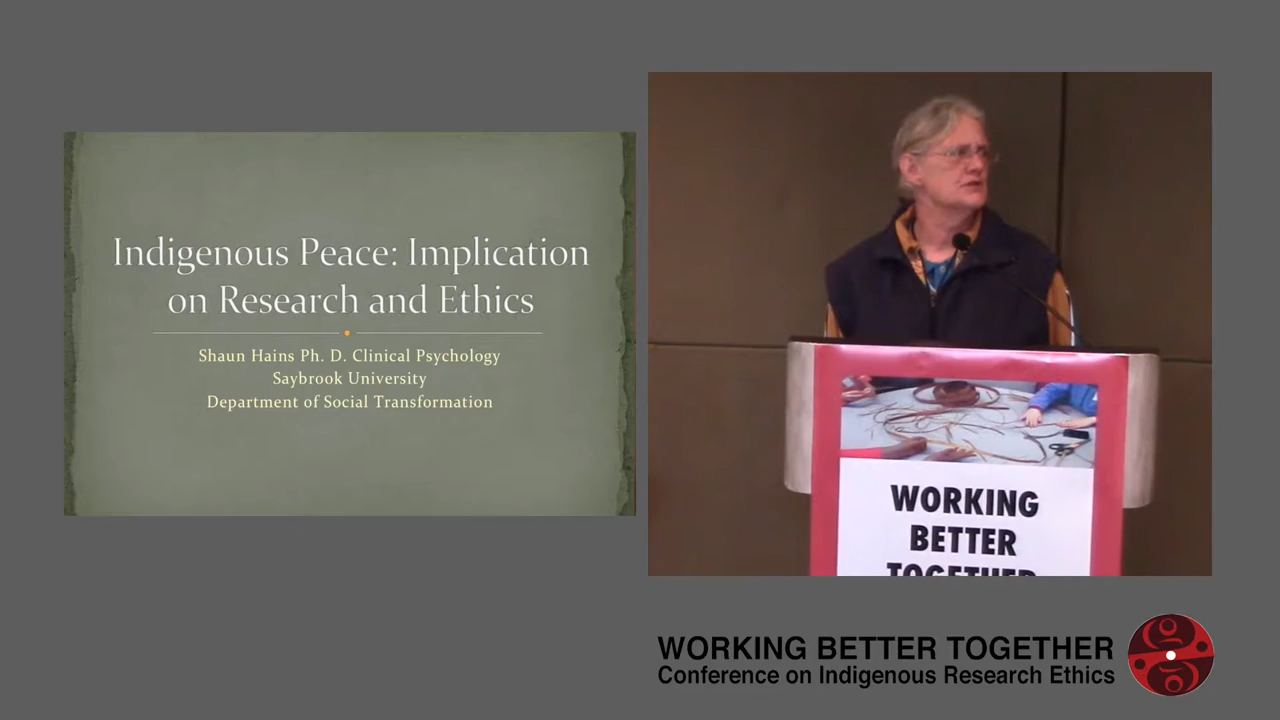 Indigenous Peace: Implication
on Research and Ethics
Shaun Hains Ph. D. Clinical Psychology
Saybrook University
Department of Social Transformation
WORKING
BETTER
TOGETHER
WORKING BETTER TOGETHER
Conference on Indigenous Research Ethics